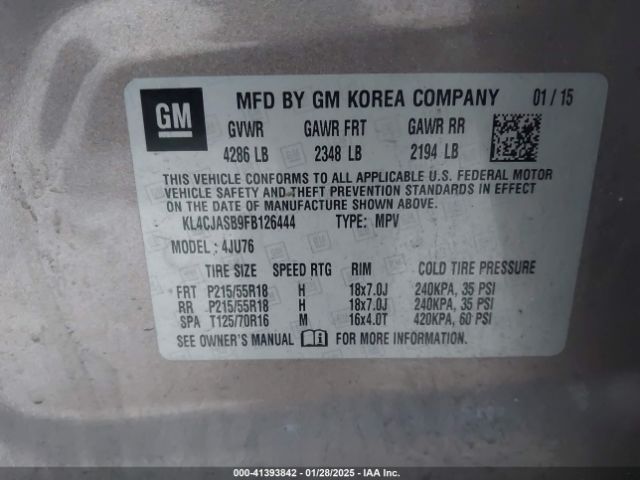 GM
MFD BY GM KOREA COMPANY 01 / 15
GVWR GAWR FRT GAWR RR
4286 LB 2348 LB 2194 LB
THIS VEHICLE CONFORMS TO ALL APPLICABLE U.S. FEDERAL MOTOR
VEHICLE SAFETY AND THEFT PREVENTION STANDARDS IN EFFECT
ON THE DATE OF MANUFACTURE SHOWN ABOVE.
KL4CJASB9FB126444 TYPE: MPV
MODEL: 4JU76
TIRE SIZE SPEED RTG RIM COLD TIRE PRESSURE
FRT P215/55R18 H 18x7.0J 240KPA, 35 PSI
RR P215/55R18 H 18x7.0J 240KPA, 35 PSI
SPA T125/70R16 M 16x4.0T 420KPA, 60 PSI
SEE OWNER'S MANUAL FOR MORE INFORMATION.
000-41393842 | 01/28/2025 | IAA Inc.